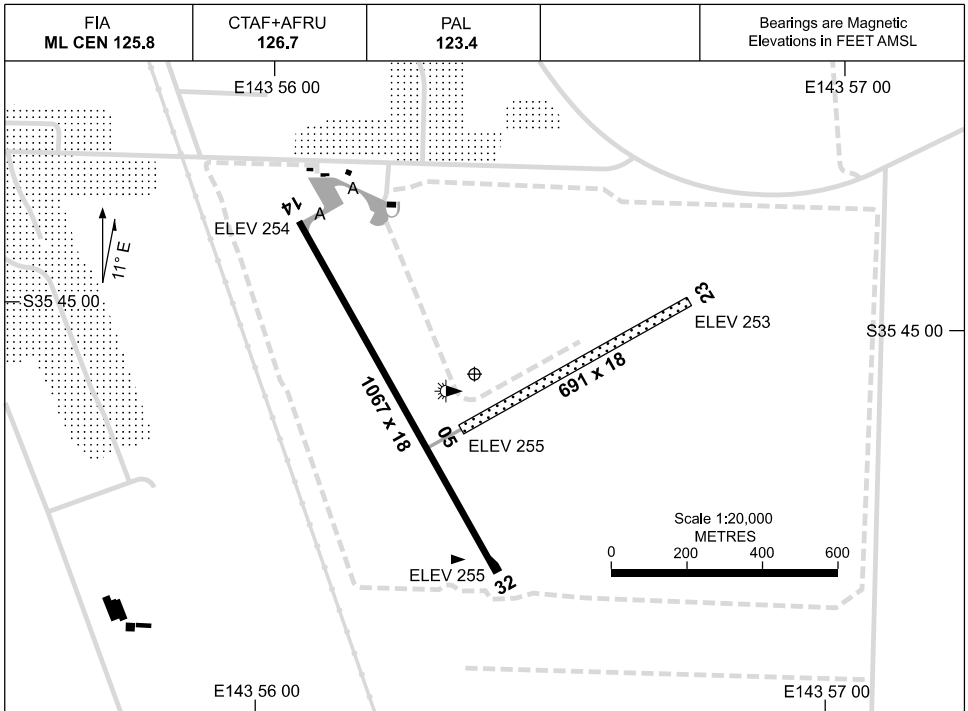 FIA
ML CEN 125.8
CTAF+AFRU
126.7
PAL
123.4
Bearings are Magnetic
Elevations in FEET AMSL
E143 56 00
E143 57 00
A
A
14
ELEV 254
11° E
S35 45 00
23
ELEV 253
S35 45 00
691 x 18
1067 x 18
05
ELEV 255
Scale 1:20,000
METRES
0 200 400 600
ELEV 255
32
E143 56 00
E143 57 00